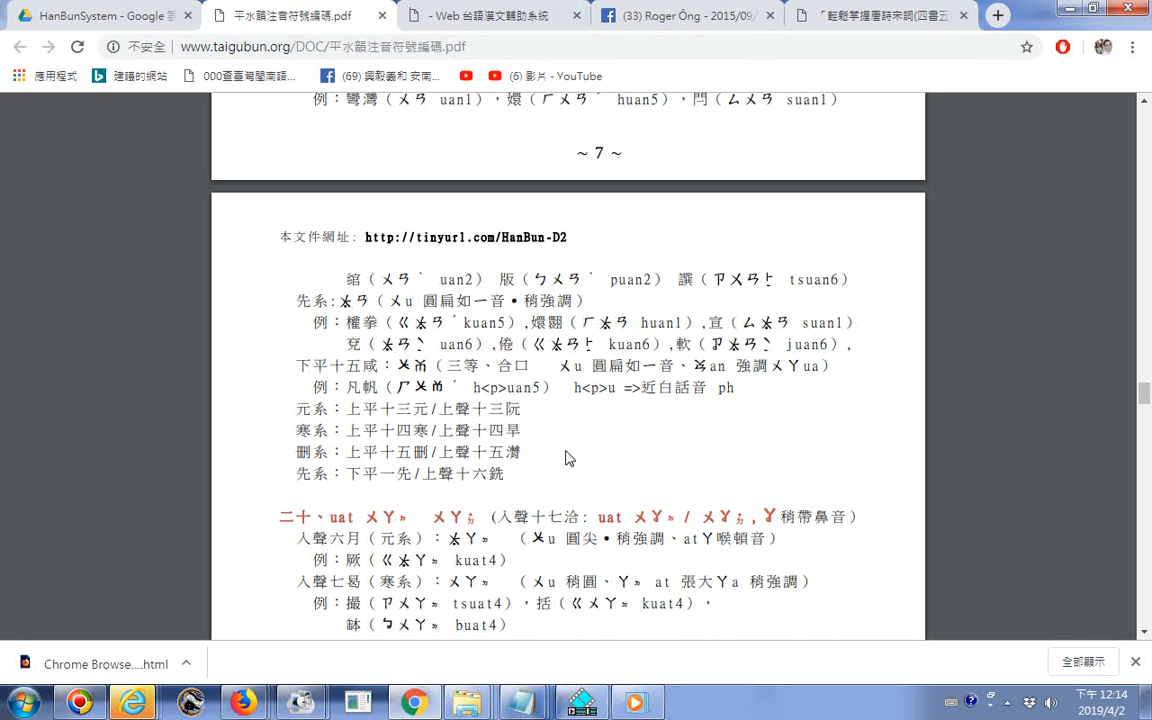 HanBunSystem - Google 雲
平水韻注音符號編碼.pdf
- Web 台語漢文輔助系統
(33) Roger Ông - 2015/09/
「輕鬆掌握唐詩宋詞(四書五
不安全 www.taigubun.org/DOC/平水韻注音符號編碼.pdf
應用程式
建議的網站
000查臺灣閩南語...
(69) 興毅義和 安南...
(6) 影片 - YouTube
例：彎灣（ㄨㄢ uan1），嬛（ㄏㄨㄢˊ huan5），閂（ㄙㄨㄢ suan1）
～ 7 ～
本文件網址: http://tinyurl.com/HanBun-D2
綰（ㄨㄢˋ uan2） 版（ㄅㄨㄢˋ puan2） 譔（ㄗㄨㄢ tsuan6）
先系: ㄢ（ㄨu 圓扁如一音•稍強調）
例：權拳（ㄍ ㄢˊkuan5）,嬛翾（ㄏ ㄢ huan1）,宣（ㄙ ㄢ suan1）
兗（ ㄢ uan6），倦（ㄍ ㄢ kuan6），軟（ㄗ ㄢ juan6），
下平十五咸：（三等、合口 ㄨu 圓扁如一音、an 強調ㄨㄚua）
例：凡帆（ㄏ ˊ h<p>uan5） h<p>u =>近白話音 ph
元系：上平十三元/上聲十三阮
寒系：上平十四寒/上聲十四旱
刪系：上平十五刪/上聲十五潸
先系：下平一先/上聲十六銑
二十、uat ㄨㄚ ㄨㄚ (入聲十七洽: uat ㄨ / ㄨ , 稍帶鼻音)
入聲六月（元系）： ㄚ （ u 圓尖•稍強調、atㄚ喉頓音）
例：厥（ㄍ ㄚ kuat4）
入聲七曷（寒系）：ㄨㄚ （ㄨu 稍圓、ㄚ at 張大ㄚa 稍強調）
例：撮（ㄗㄨㄚ tsuat4），括（ㄍㄨㄚ kuat4），
缽（ㄅㄨㄚ buat4）
Chrome Browse....html
全部顯示
下午 12:14
2019/4/2